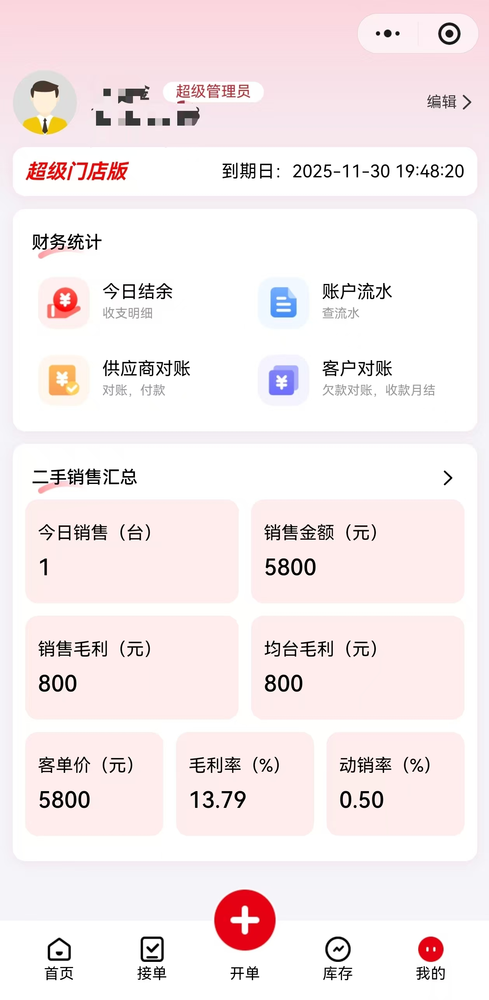 超级管理员
编辑
超级门店版
到期日：2025-11-30 19:48:20
财务统计
今日结余
收支明细
账户流水
查流水
供应商对账
对账，付款
客户对账
欠款对账，收款月结
二手销售汇总
今日销售（台）
1
销售金额（元）
5800
销售毛利（元）
800
均台毛利（元）
800
客单价（元）
5800
毛利率（%）
13.79
动销率（%）
0.50
首页
接单
开单
库存
我的